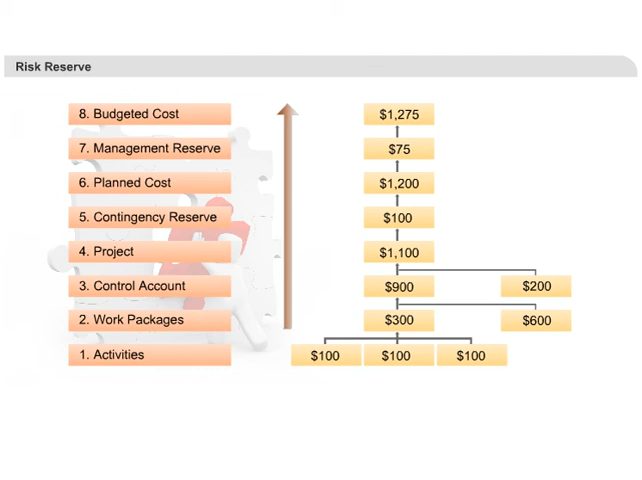 Risk Reserve
8. Budgeted Cost $1,275
7. Management Reserve $75
6. Planned Cost $1,200
5. Contingency Reserve $100
4. Project $1,100
3. Control Account $900 $200
2. Work Packages $300 $600
1. Activities $100 $100 $100